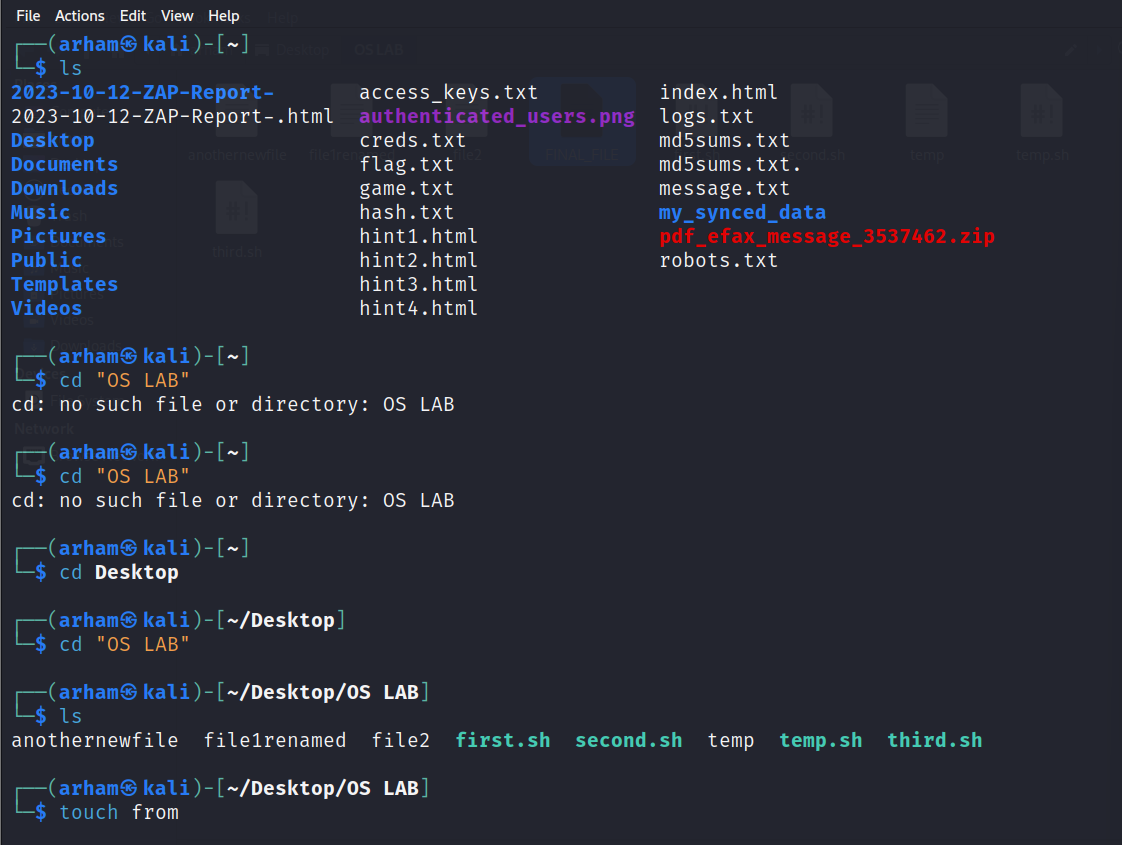 File Actions Edit View Help
┌──(arham㉿kali)-[~]
└─$ ls
2023-10-12-ZAP-Report- access_keys.txt index.html
2023-10-12-ZAP-Report-.html authenticated_users.png logs.txt
Desktop creds.txt md5sums.txt
Documents flag.txt md5sums.txt.
Downloads game.txt message.txt
Music hash.txt my_synced_data
Pictures hint1.html pdf_efax_message_3537462.zip
Public hint2.html robots.txt
Templates hint3.html
Videos hint4.html
┌──(arham㉿kali)-[~]
└─$ cd "OS LAB"
cd: no such file or directory: OS LAB
┌──(arham㉿kali)-[~]
└─$ cd "OS LAB"
cd: no such file or directory: OS LAB
┌──(arham㉿kali)-[~]
└─$ cd Desktop
┌──(arham㉿kali)-[~/Desktop]
└─$ cd "OS LAB"
┌──(arham㉿kali)-[~/Desktop/OS LAB]
└─$ ls
anothernewfile file1renamed file2 first.sh second.sh temp temp.sh third.sh
┌──(arham㉿kali)-[~/Desktop/OS LAB]
└─$ touch from